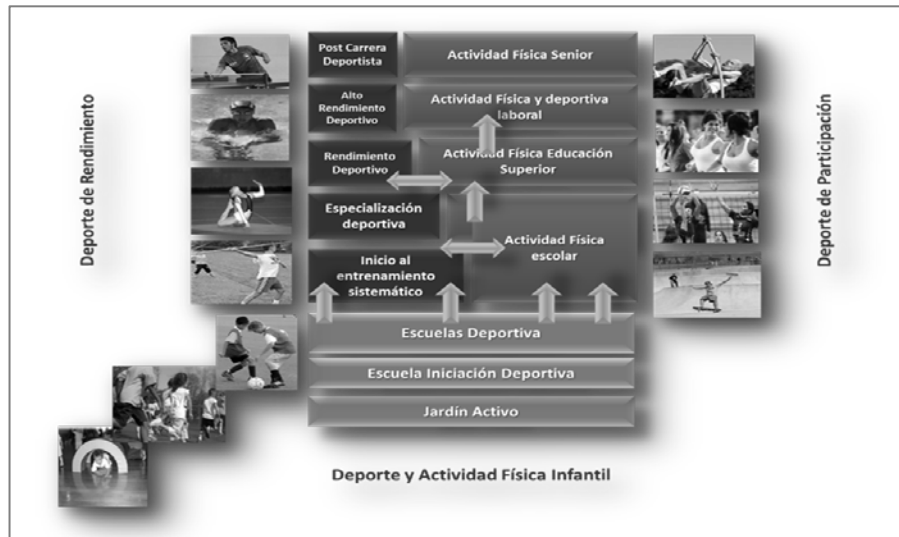 Deporte de Rendimiento
Post Carrera
Deportista
Actividad Física Senior
Alto
Rendimiento
Deportivo
Actividad Física y deportiva
laboral
Rendimiento
Deportivo
Actividad Física Educación
Superior
Especialización
deportiva
Actividad Física
escolar
Inicio al
entrenamiento
sistemático
Escuelas Deportiva
Escuela Iniciación Deportiva
Jardín Activo
Deporte de Participación
Deporte y Actividad Física Infantil